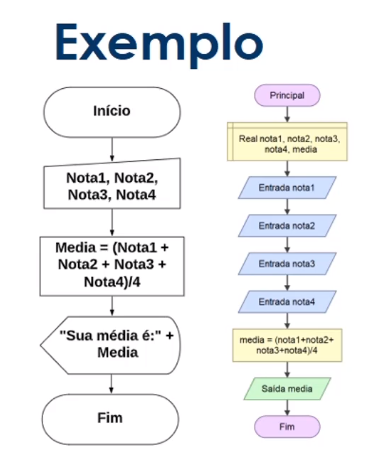 Exemplo
Início
Nota1, Nota2,
Nota3, Nota4
Media = (Nota1 +
Nota2 + Nota3 +
Nota4)/4
"Sua média é:" +
Media
Fim
Principal
Real nota1, nota2, nota3,
nota4, media
Entrada nota1
Entrada nota2
Entrada nota3
Entrada nota4
media = (nota1+nota2+
nota3+nota4)/4
Saída media
Fim